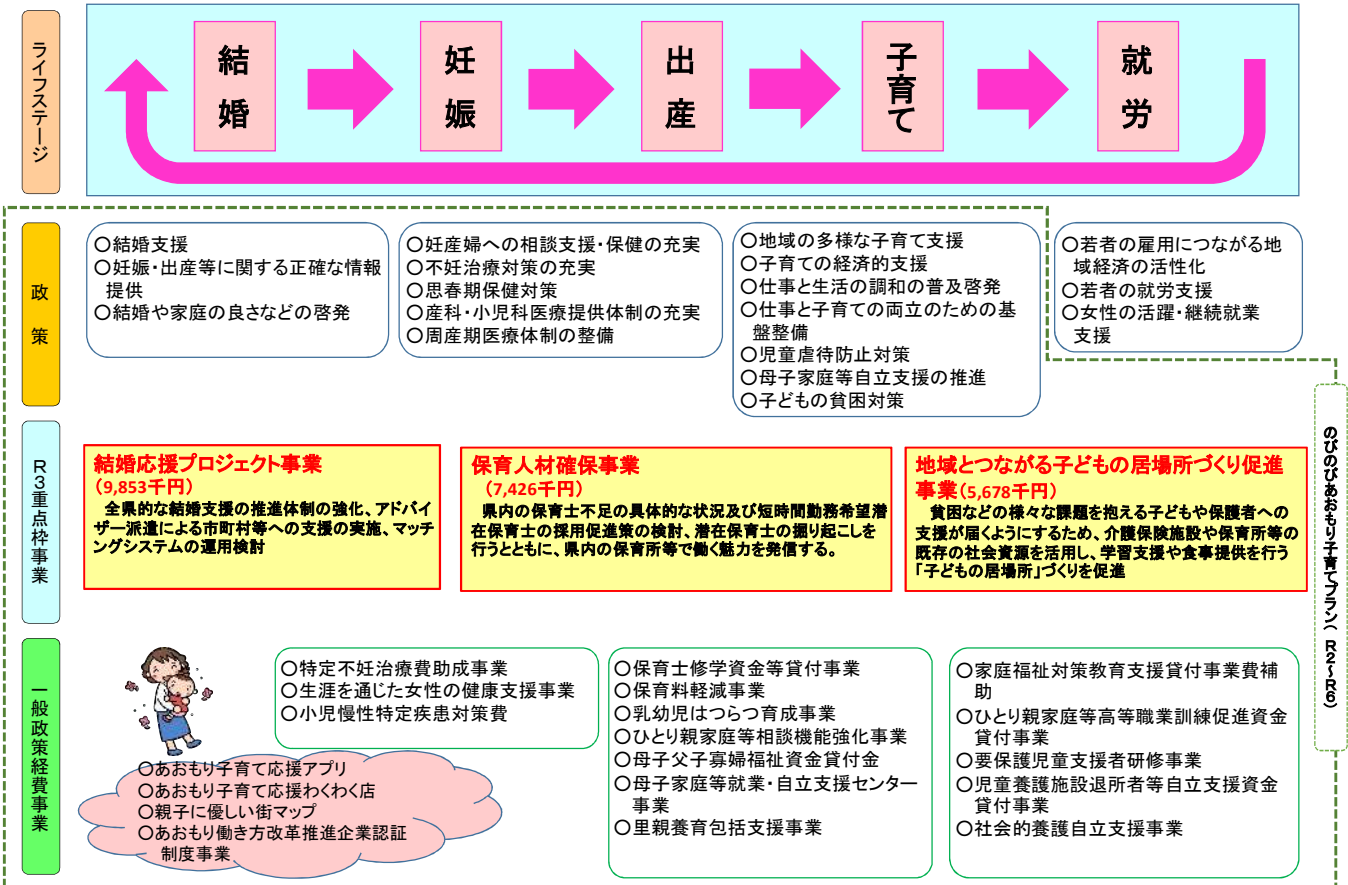 ライフステージ
結婚
妊娠
出産
子育て
就労
政策
〇結婚支援
〇妊娠・出産等に関する正確な情報
提供
〇結婚や家庭の良さなどの啓発
〇妊産婦への相談支援・保健の充実
〇不妊治療対策の充実
〇思春期保健対策
〇産科・小児科医療提供体制の充実
〇周産期医療体制の整備
〇地域の多様な子育て支援
〇子育ての経済的支援
〇仕事と生活の調和の普及啓発
〇仕事と子育ての両立のための基
盤整備
〇児童虐待防止対策
〇母子家庭等自立支援の推進
〇子どもの貧困対策
〇若者の雇用につながる地
域経済の活性化
〇若者の就労支援
〇女性の活躍・継続就業
支援
のびのびあおもり子育てプラン（R2～R6）
R3重点枠事業
結婚応援プロジェクト事業
(9,853千円)
全県的な結婚支援の推進体制の強化、アドバイ
ザー派遣による市町村等への支援の実施、マッチ
ングシステムの運用検討
保育人材確保事業
(7,426千円)
県内の保育士不足の具体的な状況及び短時間勤務希望潜
在保育士の採用促進策の検討、潜在保育士の掘り起こしを
行うとともに、県内の保育所等で働く魅力を発信する。
地域とつながる子どもの居場所づくり促進
事業(5,678千円)
貧困などの様々な課題を抱える子どもや保護者への
支援が届くようにするため、介護保険施設や保育所等の
既存の社会資源を活用し、学習支援や食事提供を行う
「子どもの居場所」づくりを促進
一般政策経費事業
〇特定不妊治療費助成事業
〇生涯を通じた女性の健康支援事業
〇小児慢性特定疾患対策費
〇あおもり子育て応援アプリ
〇あおもり子育て応援わくわく店
〇親子に優しい街マップ
〇あおもり働き方改革推進企業認証
制度事業
〇保育士修学資金等貸付事業
〇保育料軽減事業
〇乳幼児はつらつ育成事業
〇ひとり親家庭等相談機能強化事業
〇母子父子寡婦福祉資金貸付金
〇母子家庭等就業・自立支援センター
事業
〇里親養育包括支援事業
〇家庭福祉対策教育支援貸付事業費補
助
〇ひとり親家庭等高等職業訓練促進資金
貸付事業
〇要保護児童支援者研修事業
〇児童養護施設退所者等自立支援資金
貸付事業
〇社会的養護自立支援事業